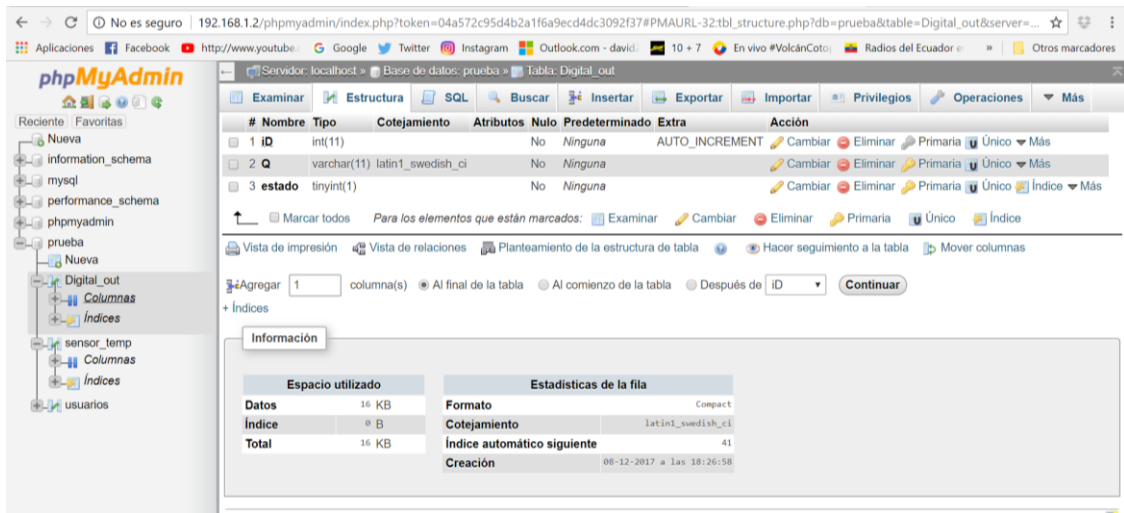 No es seguro | 192.168.1.2/phpmyadmin/index.php?token=04a572c95d4b2a1f6a9ecd4dc3092f37#PMAURL-32:tbl_structure.php?db=prueba&table=Digital_out&server=...
Aplicaciones Facebook http://www.youtube. Google Twitter Instagram Outlook.com - david. 10 + 7 En vivo #VolcánCoto Radios del Ecuador e » Otros marcadores
phpMyAdmin
Reciente Favoritas
Nueva
information_schema
mysql
performance_schema
phpmyadmin
prueba
Nueva
Digital_out
Columnas
Índices
sensor_temp
Columnas
Índices
usuarios
Servidor: localhost » Base de datos: prueba » Tabla: Digital_out
Examinar Estructura SQL Buscar Insertar Exportar Importar Privilegios Operaciones Más
# Nombre Tipo Cotejamiento Atributos Nulo Predeterminado Extra Acción
1 iD int(11) No Ninguna AUTO_INCREMENT Cambiar Eliminar Primaria Único Más
2 Q varchar(11) latin1_swedish_ci No Ninguna Cambiar Eliminar Primaria Único Más
3 estado tinyint(1) No Ninguna Cambiar Eliminar Primaria Único Índice Más
Marcar todos Para los elementos que están marcados: Examinar Cambiar Eliminar Primaria Único Índice
Vista de impresión Vista de relaciones Planteamiento de la estructura de tabla Hacer seguimiento a la tabla Mover columnas
Agregar 1 columna(s) Al final de la tabla Al comienzo de la tabla Después de iD Continuar
+ Índices
Información
Espacio utilizado
Datos 16 KB
Índice 0 B
Total 16 KB
Estadísticas de la fila
Formato Compact
Cotejamiento latin1_swedish_ci
Índice automático siguiente 41
Creación 08-12-2017 a las 18:26:58